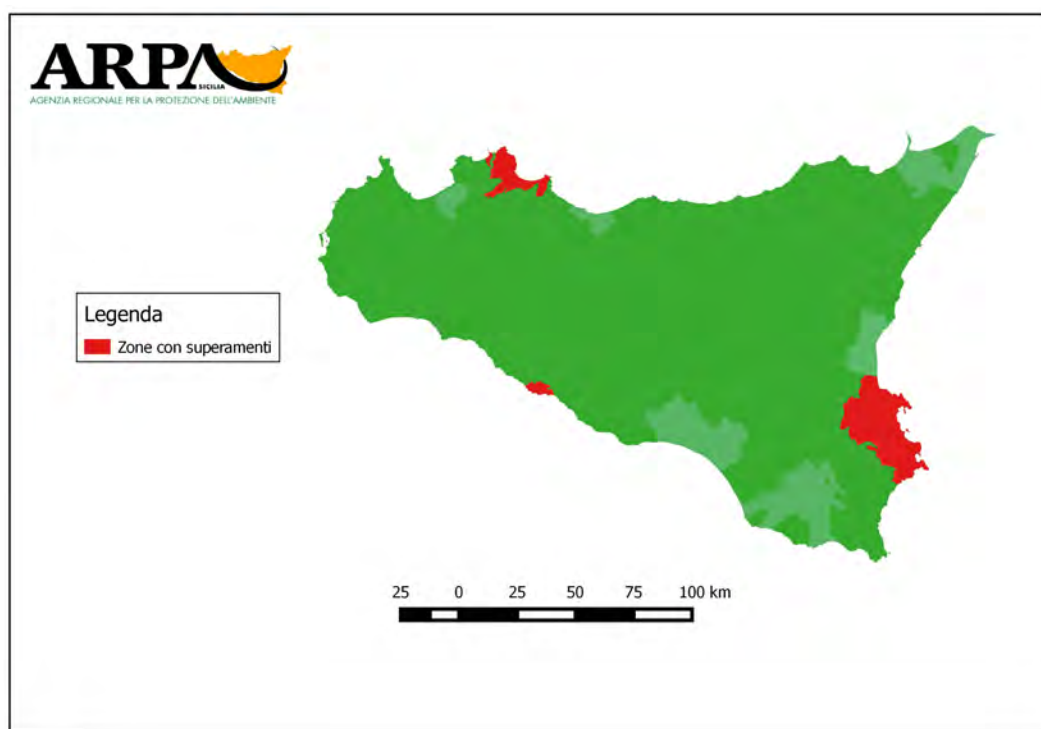 ARPA
SICILIA
AGENZIA REGIONALE PER LA PROTEZIONE DELL'AMBIENTE
Legenda
Zone con superamenti
25 0 25 50 75 100 km